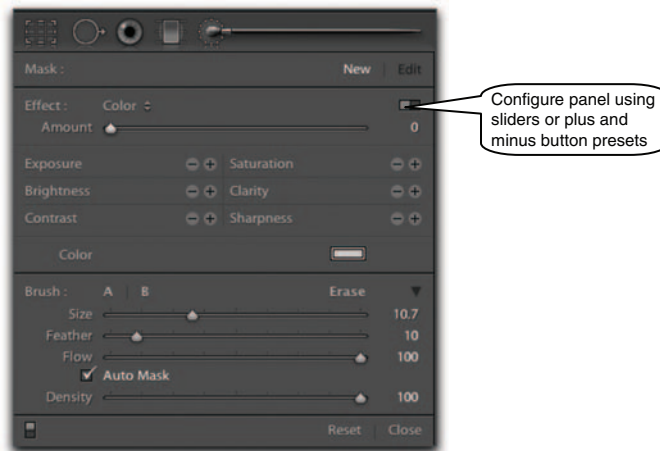 Mask : New | Edit
Effect : Color
Amount 0
Exposure Saturation
Brightness Clarity
Contrast Sharpness
Color
Brush : A | B Erase
Size 10.7
Feather 10
Flow 100
Auto Mask
Density 100
Reset | Close
Configure panel using
sliders or plus and
minus button presets